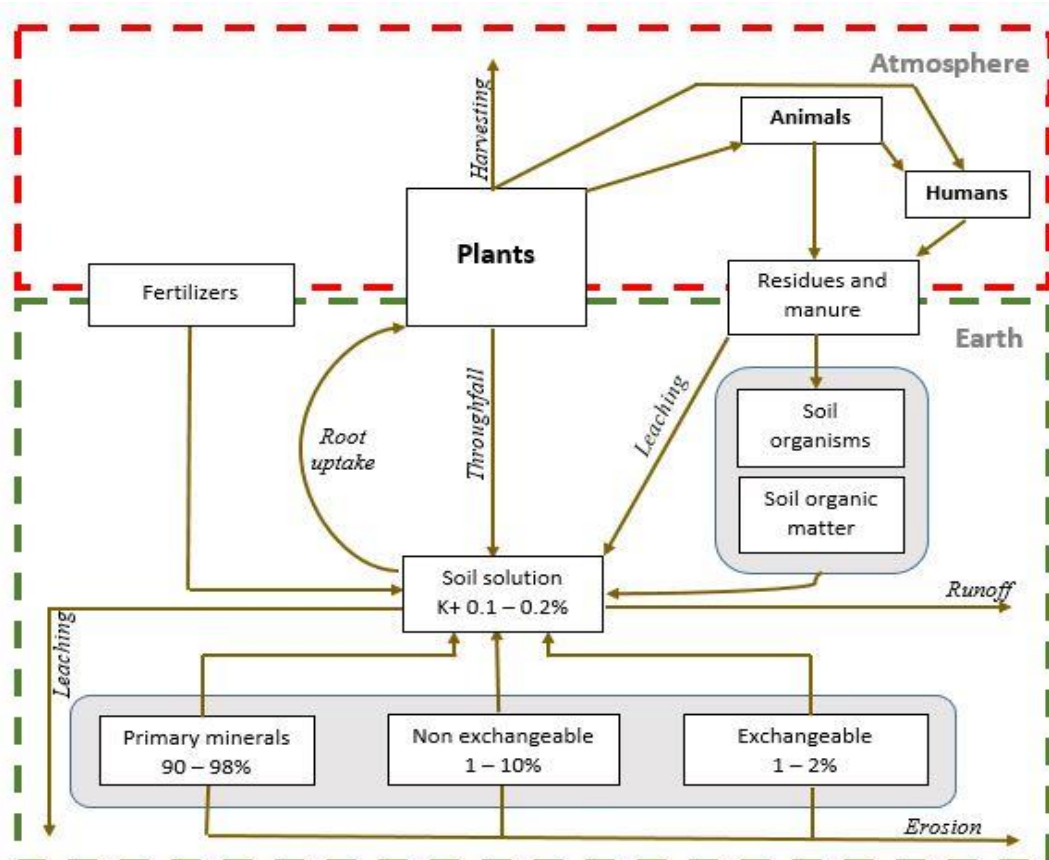 Atmosphere
Harvesting
Animals
Humans
Plants
Fertilizers
Residues and
manure
Earth
Root
uptake
Throughfall
Leaching
Soil
organisms
Soil organic
matter
Soil solution
K+ 0.1 – 0.2%
Runoff
Leaching
Primary minerals
90 – 98%
Non exchangeable
1 – 10%
Exchangeable
1 – 2%
Erosion